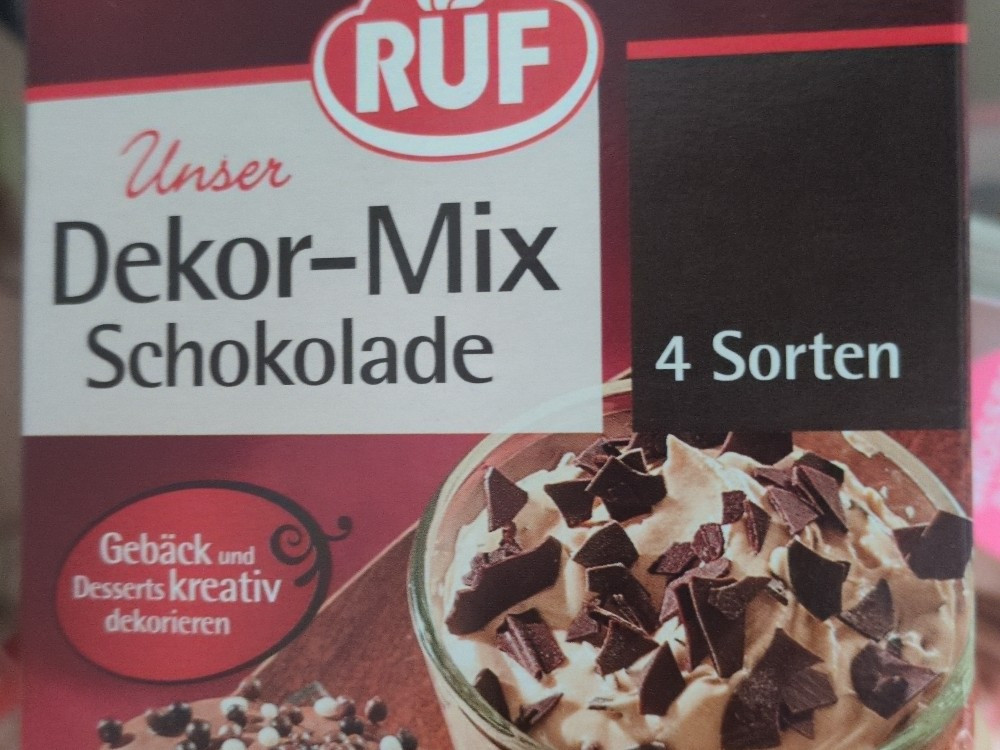 RUF
Unser
Dekor-Mix
Schokolade
4 Sorten
Gebäck und
Desserts kreativ
dekorieren